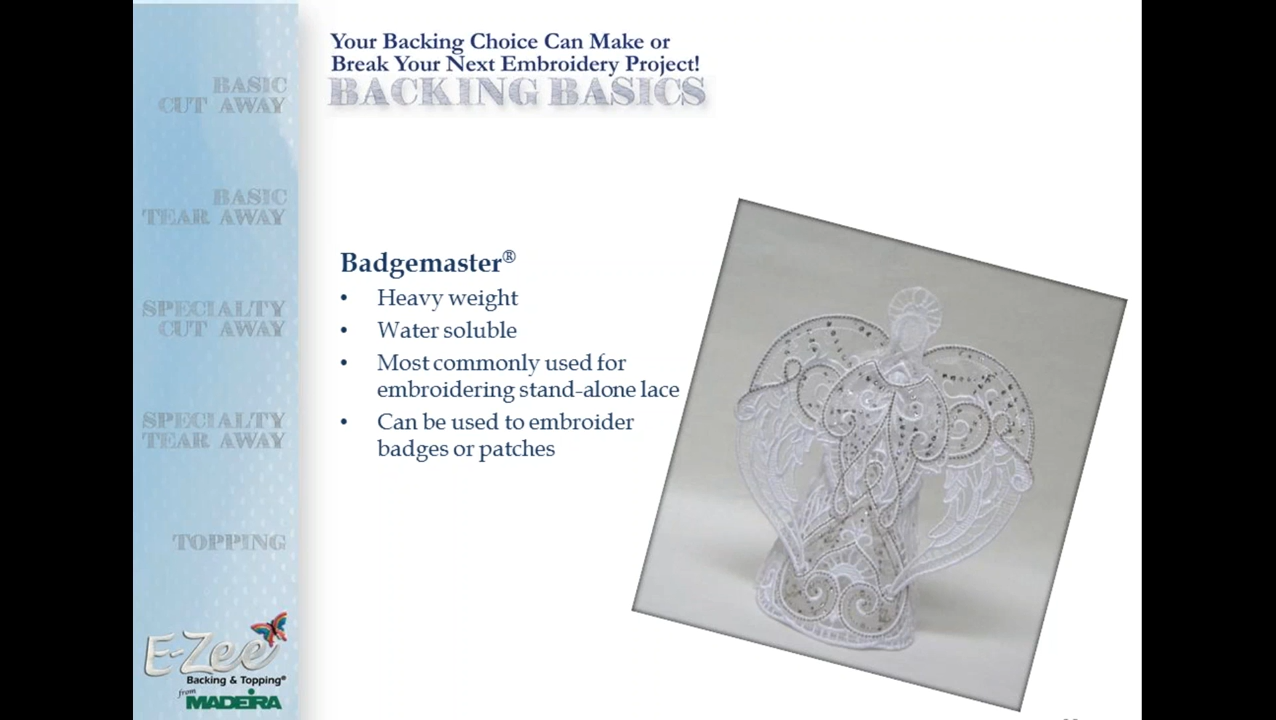 Your Backing Choice Can Make or
Break Your Next Embroidery Project!
BACKING BASICS
BASIC
CUT AWAY
BASIC
TEAR AWAY
SPECIALTY
CUT AWAY
SPECIALTY
TEAR AWAY
TOPPING
Badgemaster®
• Heavy weight
• Water soluble
• Most commonly used for
embroidering stand-alone lace
• Can be used to embroider
badges or patches
E-Zee
Backing & Topping®
from
MADEIRA